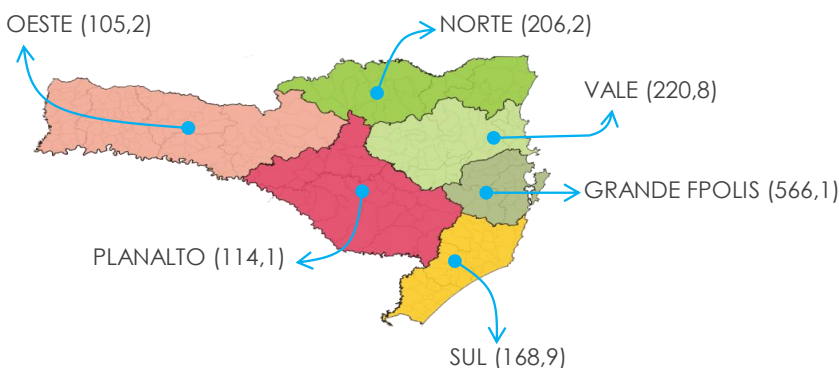 OESTE (105,2)
NORTE (206,2)
VALE (220,8)
GRANDE FPOLIS (566,1)
PLANALTO (114,1)
SUL (168,9)